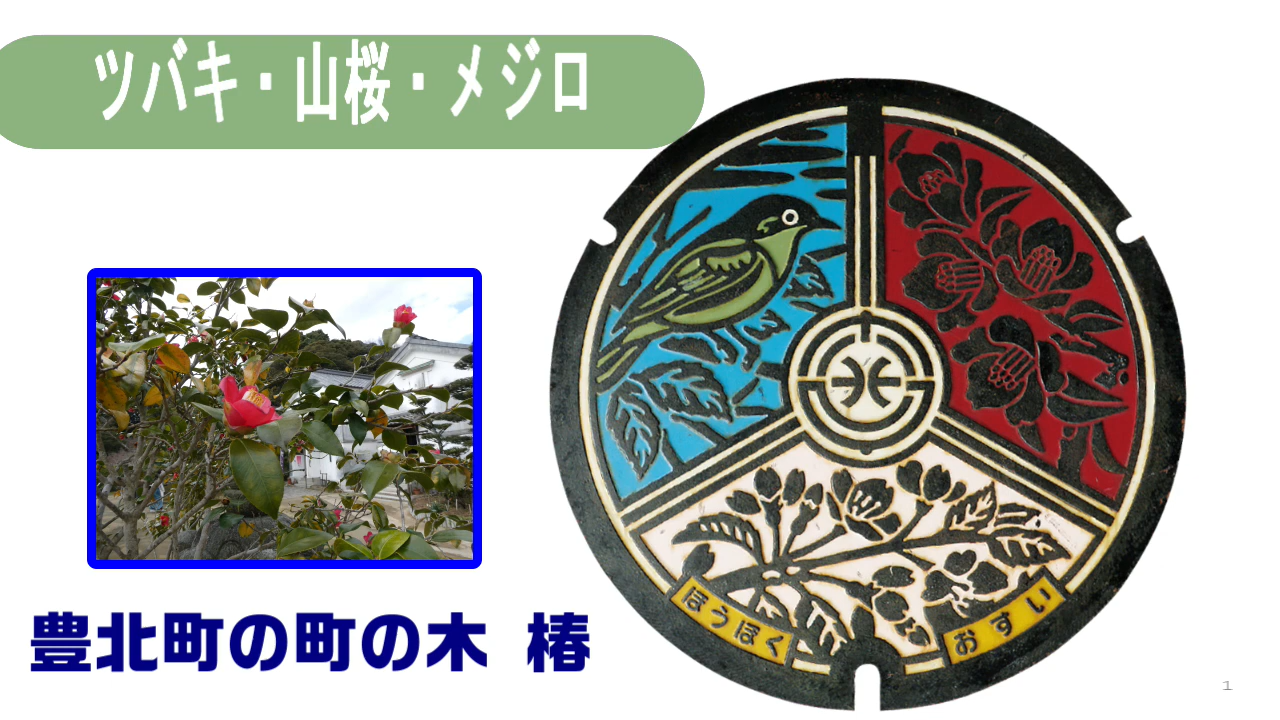 ツバキ・山桜・メジロ
豊北町の町の木 椿
ほうほく
おすい
1